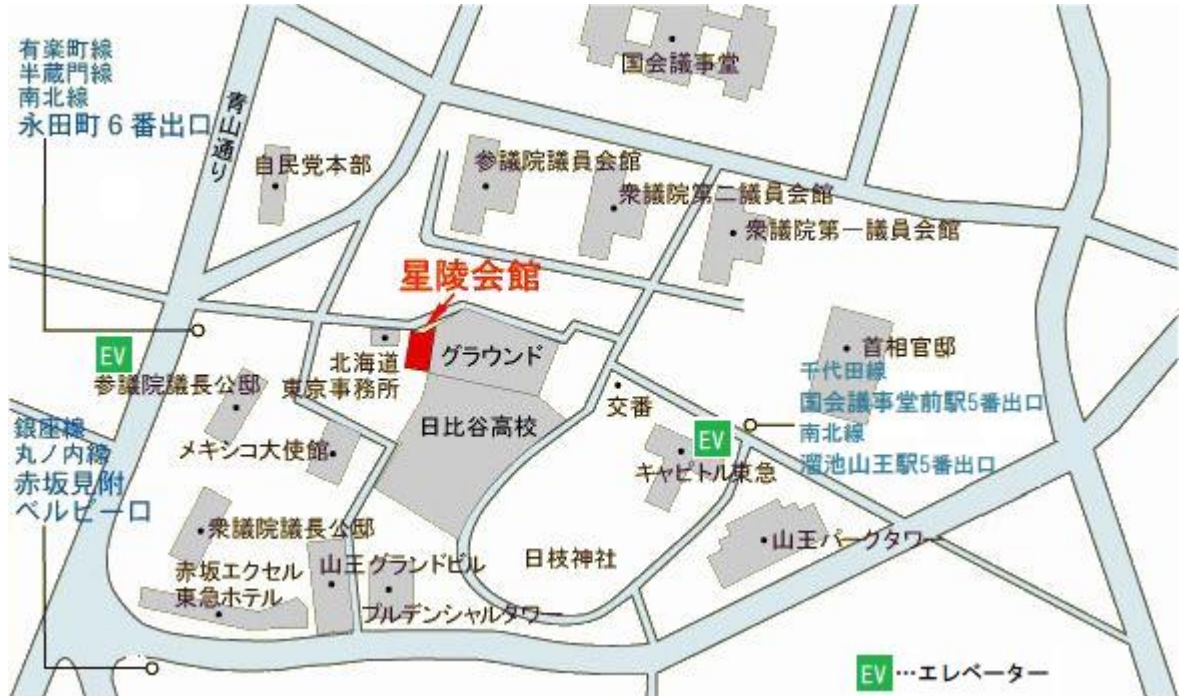 有楽町線
半蔵門線
南北線
永田町６番出口
青山通り
国会議事堂
自民党本部
参議院議員会館
衆議院第二議員会館
衆議院第一議員会館
星陵会館
北海道
東京事務所
グラウンド
首相官邸
EV
参議院議長公邸
千代田線
国会議事堂前駅5番出口
南北線
溜池山王駅5番出口
交番
日比谷高校
EV
キャピトル東急
銀座線
丸ノ内線
赤坂見附
ベルビー口
メキシコ大使館
衆議院議長公邸
山王パークタワー
日枝神社
赤坂エクセル
東急ホテル
山王グランドビル
プルデンシャルタワー
EV…エレベーター